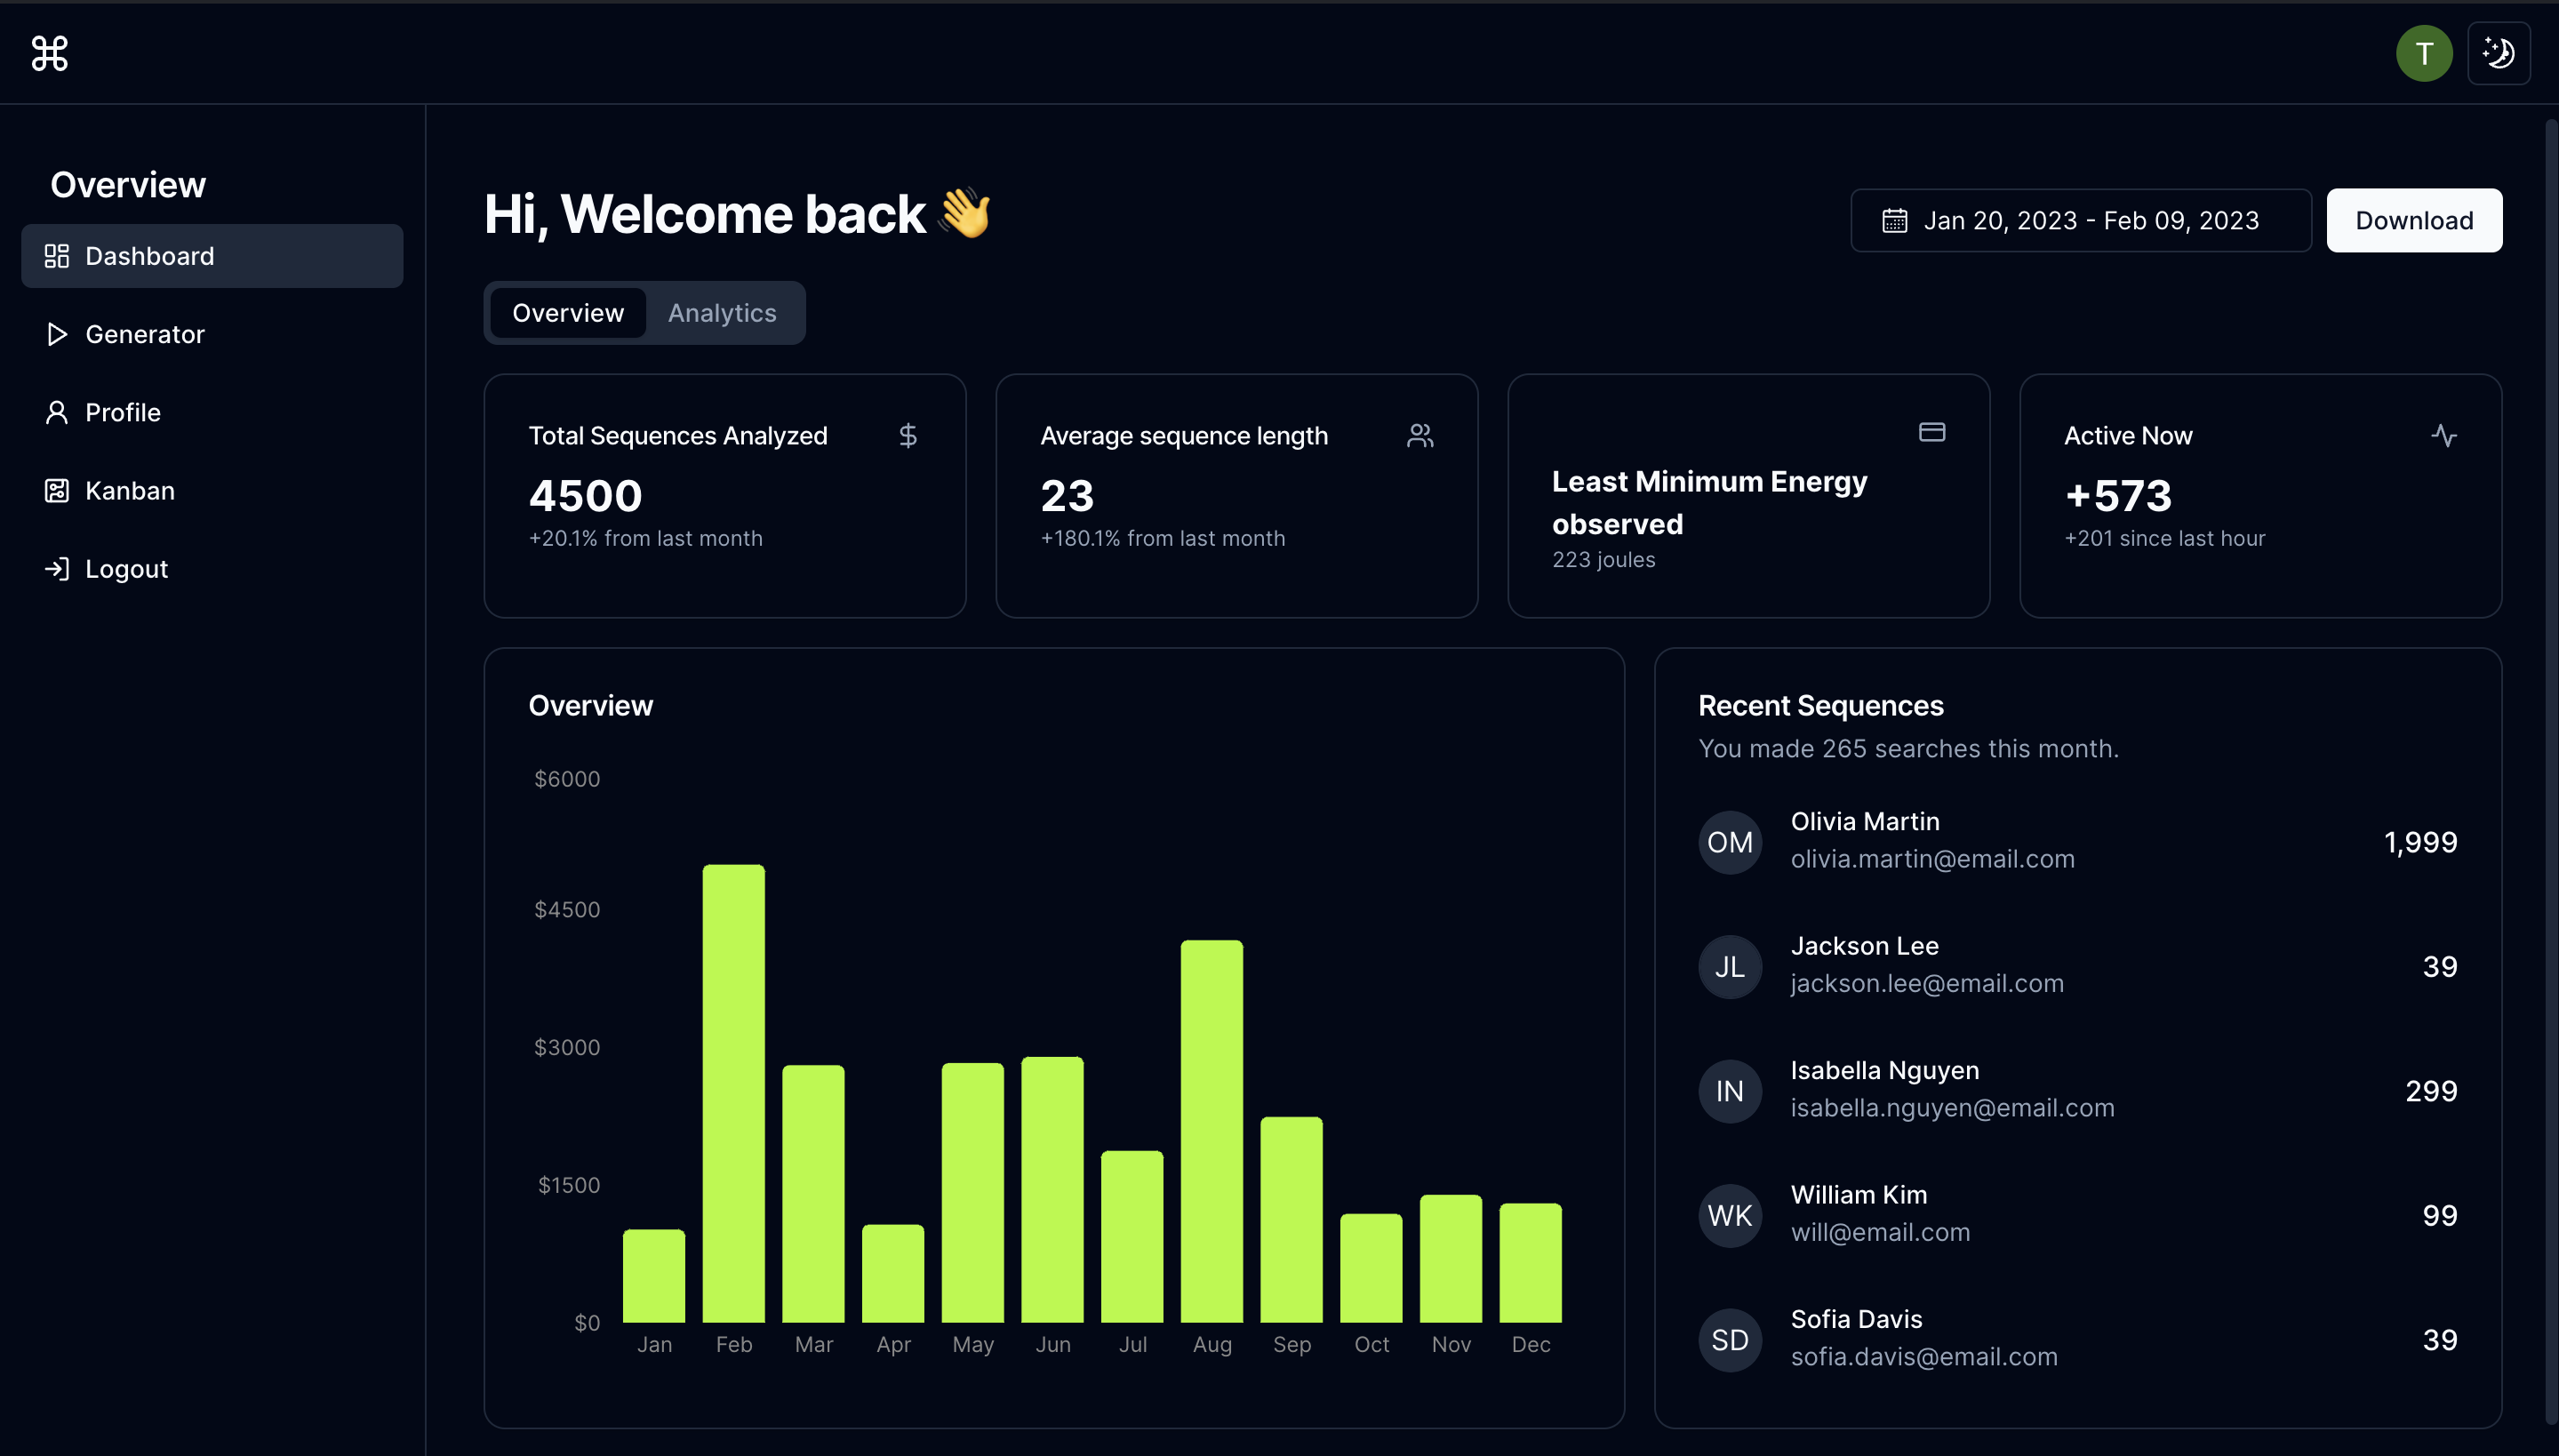 T
Overview
Dashboard
Generator
Profile
Kanban
Logout
Hi, Welcome back 👋
Jan 20, 2023 - Feb 09, 2023
Download
Overview
Analytics
Total Sequences Analyzed
4500
+20.1% from last month
Average sequence length
23
+180.1% from last month
Least Minimum Energy
observed
223 joules
Active Now
+573
+201 since last hour
Overview
$6000
$4500
$3000
$1500
$0
Jan
Feb
Mar
Apr
May
Jun
Jul
Aug
Sep
Oct
Nov
Dec
Recent Sequences
You made 265 searches this month.
OM
Olivia Martin
olivia.martin@email.com
1,999
JL
Jackson Lee
jackson.lee@email.com
39
IN
Isabella Nguyen
isabella.nguyen@email.com
299
WK
William Kim
will@email.com
99
SD
Sofia Davis
sofia.davis@email.com
39